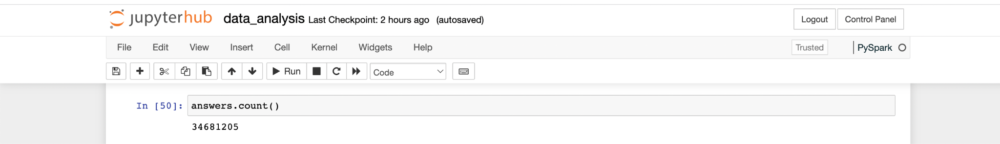 jupyterhub data_analysis Last Checkpoint: 2 hours ago (autosaved) Logout Control Panel
File Edit View Insert Cell Kernel Widgets Help Trusted PySpark
Run Code
In [50]: answers.count()
34681205